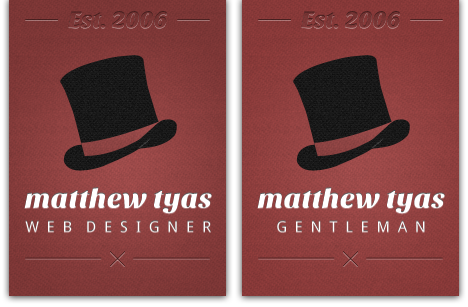 Est. 2006
matthew tyas
WEB DESIGNER
Est. 2006
matthew tyas
GENTLEMAN